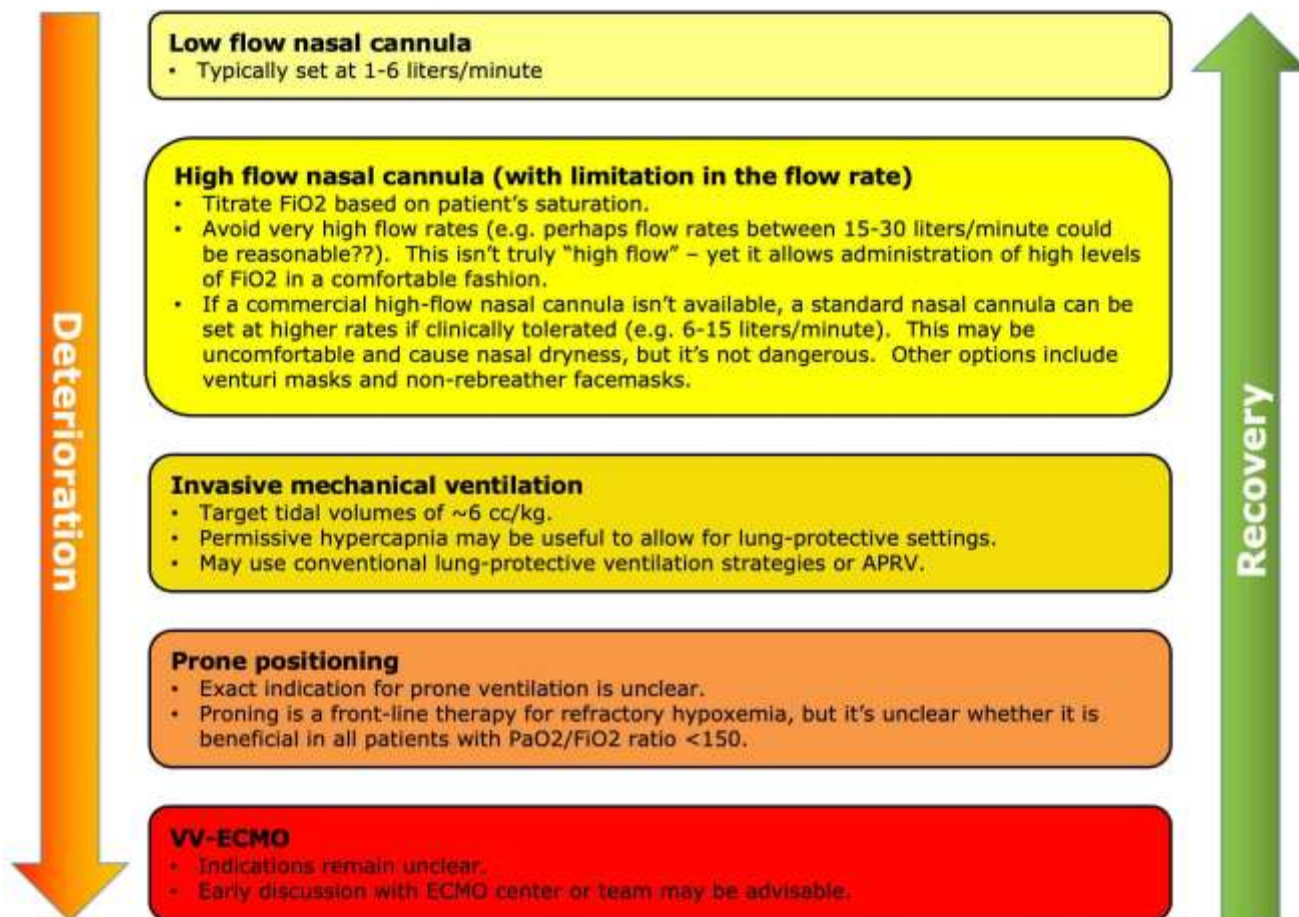 Low flow nasal cannula
• Typically set at 1-6 liters/minute
High flow nasal cannula (with limitation in the flow rate)
• Titrate FiO2 based on patient's saturation.
• Avoid very high flow rates (e.g. perhaps flow rates between 15-30 liters/minute could
be reasonable??). This isn't truly "high flow" – yet it allows administration of high levels
of FiO2 in a comfortable fashion.
• If a commercial high-flow nasal cannula isn't available, a standard nasal cannula can be
set at higher rates if clinically tolerated (e.g. 6-15 liters/minute). This may be
uncomfortable and cause nasal dryness, but it's not dangerous. Other options include
venturi masks and non-rebreather facemasks.
Invasive mechanical ventilation
• Target tidal volumes of ~6 cc/kg.
• Permissive hypercapnia may be useful to allow for lung-protective settings.
• May use conventional lung-protective ventilation strategies or APRV.
Prone positioning
• Exact indication for prone ventilation is unclear.
• Proning is a front-line therapy for refractory hypoxemia, but it's unclear whether it is
beneficial in all patients with PaO2/FiO2 ratio <150.
VV-ECMO
• Indications remain unclear.
• Early discussion with ECMO center or team may be advisable.
Deterioration
Recovery